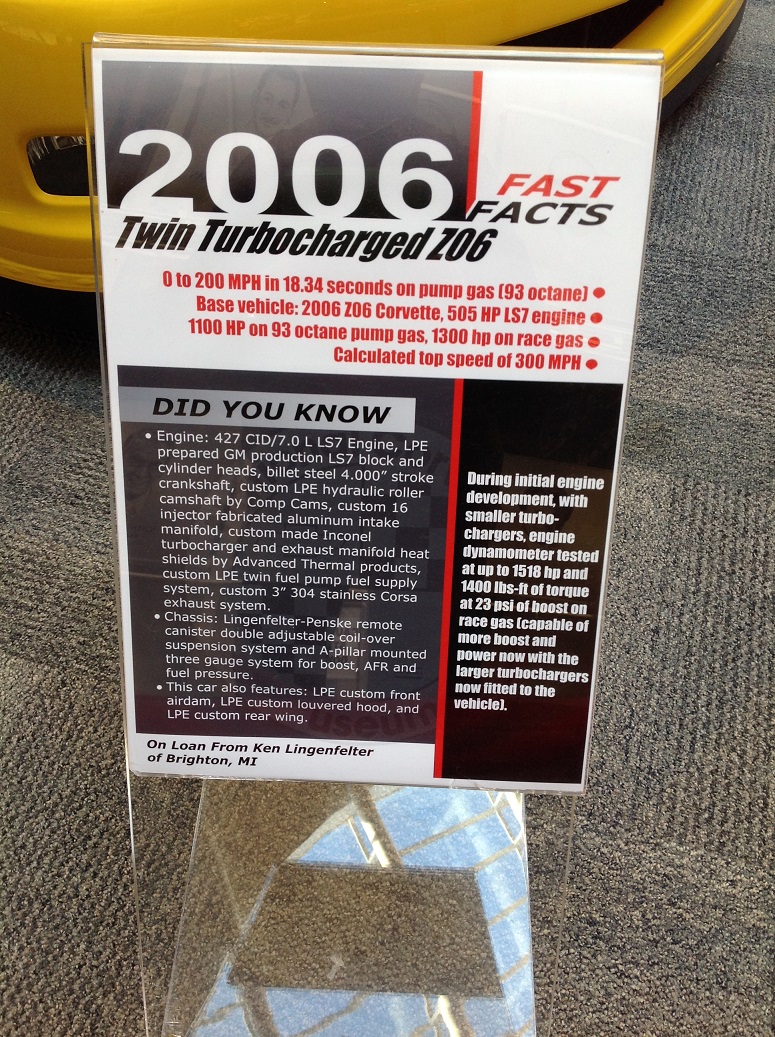 2006
FAST
FACTS
Twin Turbocharged Z06
0 to 200 MPH in 18.34 seconds on pump gas (93 octane) •
Base vehicle: 2006 Z06 Corvette, 505 HP LS7 engine •
1100 HP on 93 octane pump gas, 1300 hp on race gas •
Calculated top speed of 300 MPH •
DID YOU KNOW
• Engine: 427 CID/7.0 L LS7 Engine, LPE
prepared GM production LS7 block and
cylinder heads, billet steel 4.000" stroke
crankshaft, custom LPE hydraulic roller
camshaft by Comp Cams, custom 16
injector fabricated aluminum intake
manifold, custom made Inconel
turbocharger and exhaust manifold heat
shields by Advanced Thermal products,
custom LPE twin fuel pump fuel supply
system, custom 3" 304 stainless Corsa
exhaust system.
• Chassis: Lingenfelter-Penske remote
canister double adjustable coil-over
suspension system and A-pillar mounted
three gauge system for boost, AFR and
fuel pressure.
• This car also features: LPE custom front
airdam, LPE custom louvered hood, and
LPE custom rear wing.
During initial engine
development, with
smaller turbo-
chargers, engine
dynamometer tested
at up to 1518 hp and
1400 lbs-ft of torque
at 23 psi of boost on
race gas (capable of
more boost and
power now with the
larger turbochargers
now fitted to the
vehicle).
On Loan From Ken Lingenfelter
of Brighton, MI